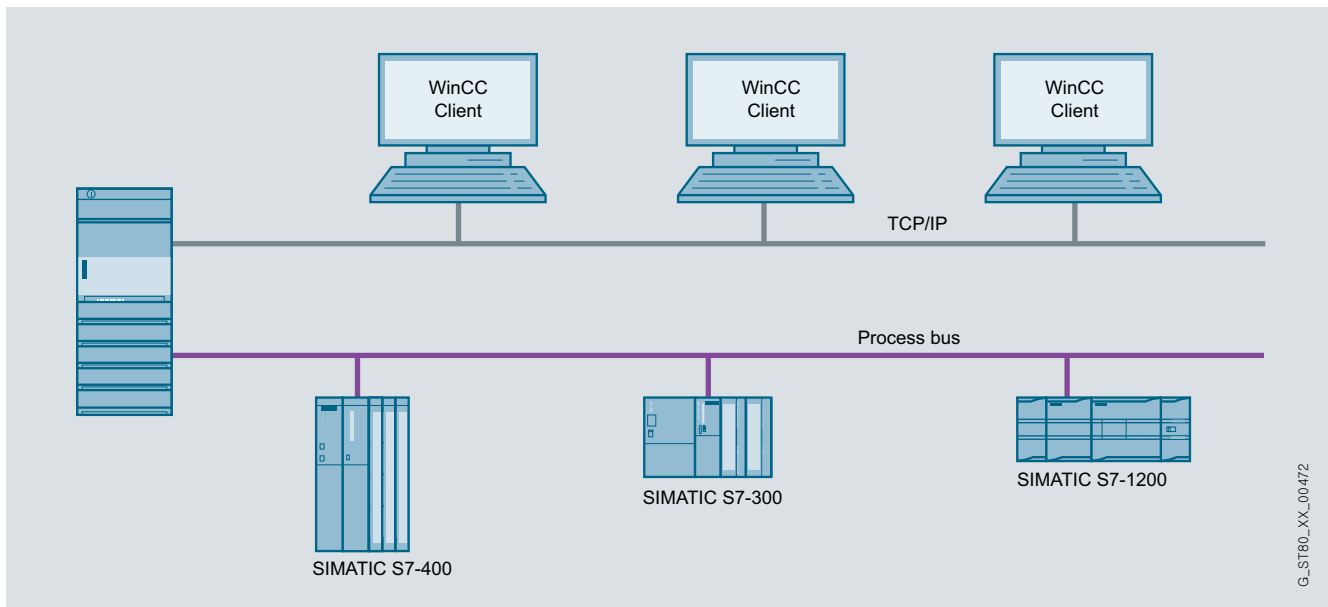 WinCC
Client
WinCC
Client
WinCC
Client
TCP/IP
Process bus
SIMATIC S7-400
SIMATIC S7-300
SIMATIC S7-1200
G_ST80_XX_00472